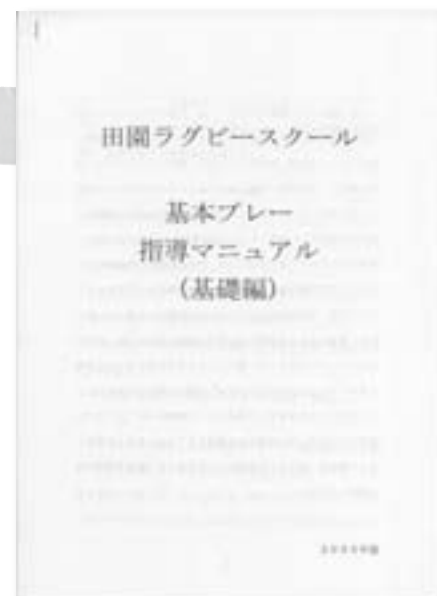 田園ラグビースクール
基本プレー
指導マニュアル
(基礎編)